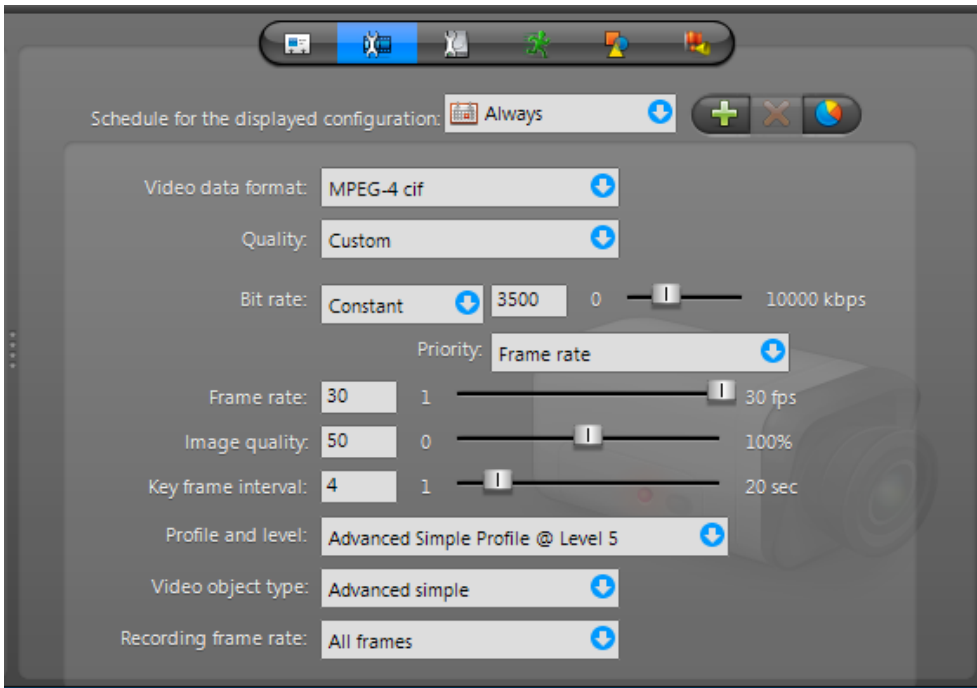 Schedule for the displayed configuration: Always
Video data format: MPEG-4 cif
Quality: Custom
Bit rate: Constant 3500 0 10000 kbps
Priority: Frame rate
Frame rate: 30 1 30 fps
Image quality: 50 0 100%
Key frame interval: 4 1 20 sec
Profile and level: Advanced Simple Profile @ Level 5
Video object type: Advanced simple
Recording frame rate: All frames